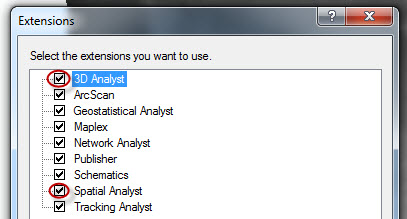 Extensions
Select the extensions you want to use.
3D Analyst
ArcScan
Geostatistical Analyst
Maplex
Network Analyst
Publisher
Schematics
Spatial Analyst
Tracking Analyst